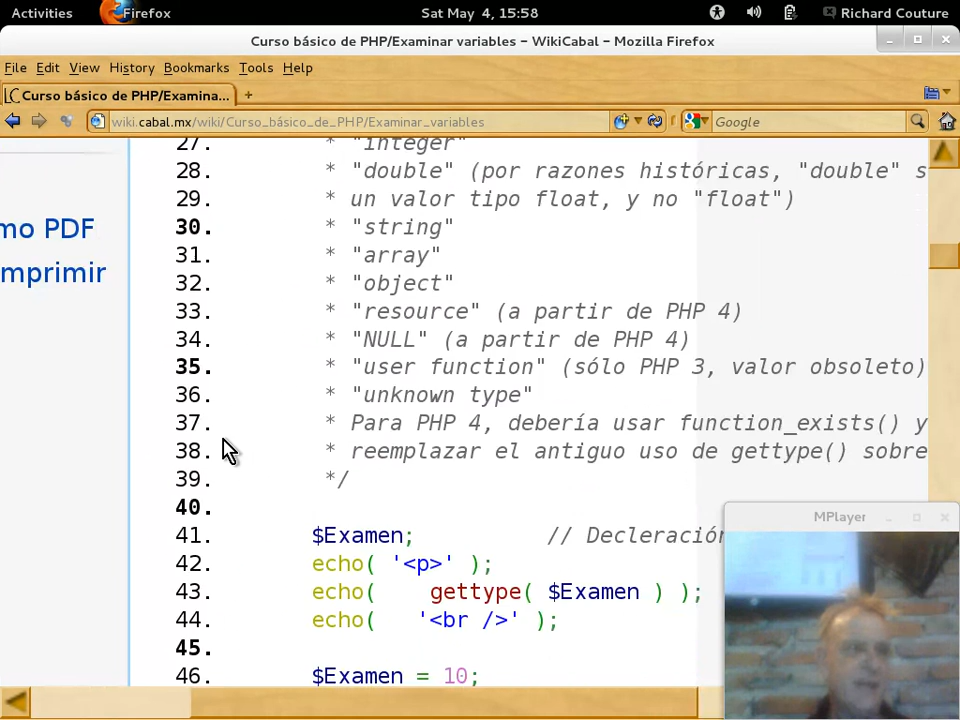 Activities
Firefox
Sat May 4, 15:58
Richard Couture
Curso básico de PHP/Examinar variables – WikiCabal – Mozilla Firefox
File Edit View History Bookmarks Tools Help
Curso básico de PHP/Examina...
wiki.cabal.mx/wiki/Curso_básico_de_PHP/Examinar_variables
Google
mo PDF
mprimir
27. * "integer"
28. * "double" (por razones históricas, "double" s
29. * un valor tipo float, y no "float")
30. * "string"
31. * "array"
32. * "object"
33. * "resource" (a partir de PHP 4)
34. * "NULL" (a partir de PHP 4)
35. * "user function" (sólo PHP 3, valor obsoleto)
36. * "unknown type"
37. * Para PHP 4, debería usar function_exists() y
38. * reemplazar el antiguo uso de gettype() sobre
39. */
40.
41. $Examen; // Decleración
42. echo( '<p>' );
43. echo( gettype( $Examen ) );
44. echo( '<br />' );
45.
46. $Examen = 10;
MPlayer